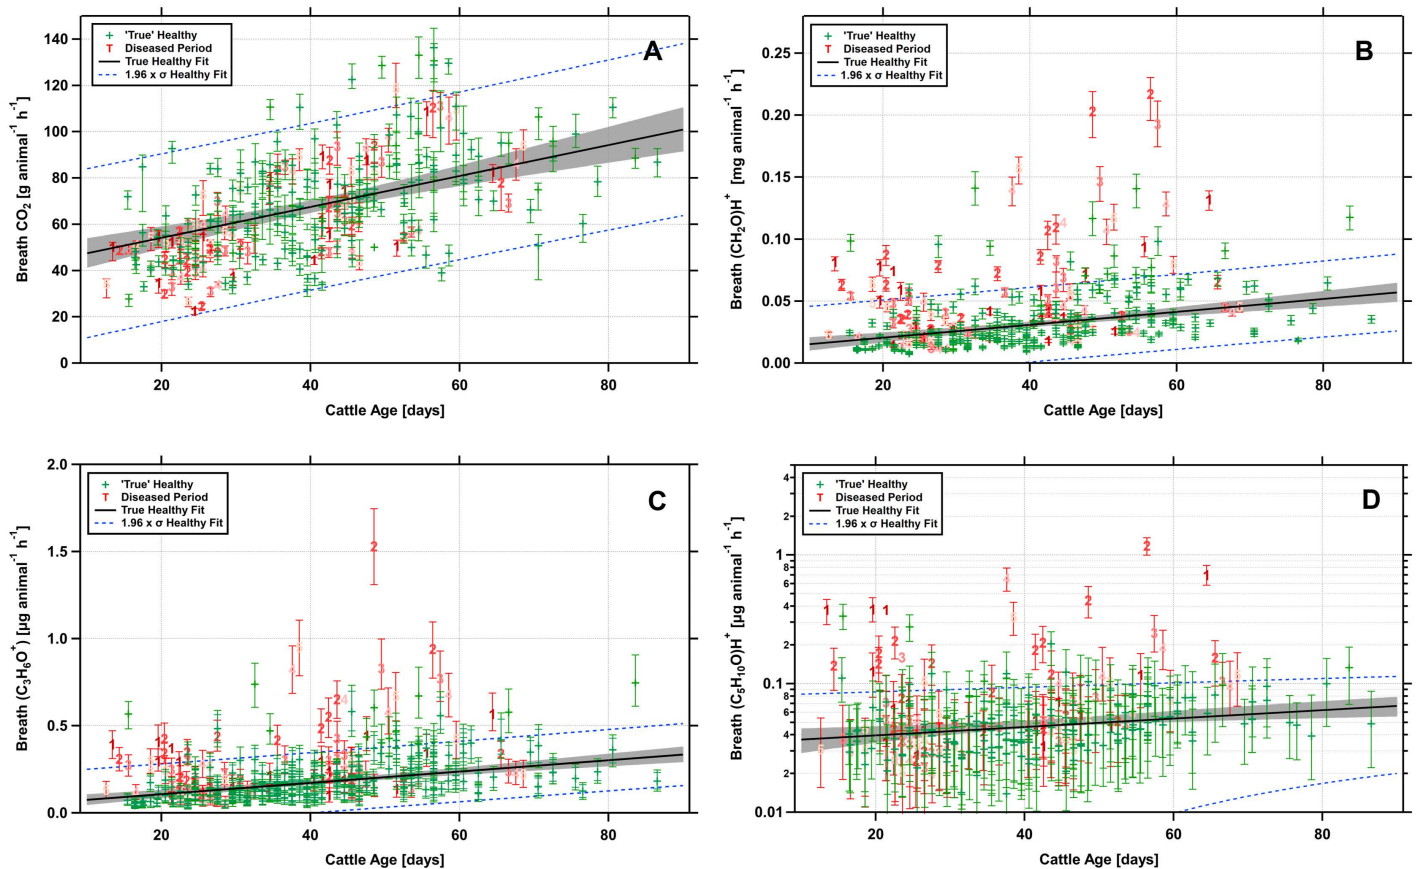 A
'True' Healthy
T Diseased Period
True Healthy Fit
1.96 x σ Healthy Fit
Breath CO₂ [g animal⁻¹ h⁻¹]
140
120
100
80
60
40
20
0
20 40 60 80
Cattle Age [days]
B
'True' Healthy
T Diseased Period
True Healthy Fit
1.96 x σ Healthy Fit
Breath (CH₂O)H⁺ [mg animal⁻¹ h⁻¹]
0.25
0.20
0.15
0.10
0.05
0.00
20 40 60 80
Cattle Age [days]
C
'True' Healthy
T Diseased Period
True Healthy Fit
1.96 x σ Healthy Fit
Breath (C₃H₆O⁺) [µg animal⁻¹ h⁻¹]
2.0
1.5
1.0
0.5
0.0
20 40 60 80
Cattle Age [days]
D
'True' Healthy
T Diseased Period
True Healthy Fit
1.96 x σ Healthy Fit
Breath (C₅H₁₀O)H⁺ [µg animal⁻¹ h⁻¹]
4
2
1
8
6
4
2
0.1
8
6
4
2
0.01
20 40 60 80
Cattle Age [days]